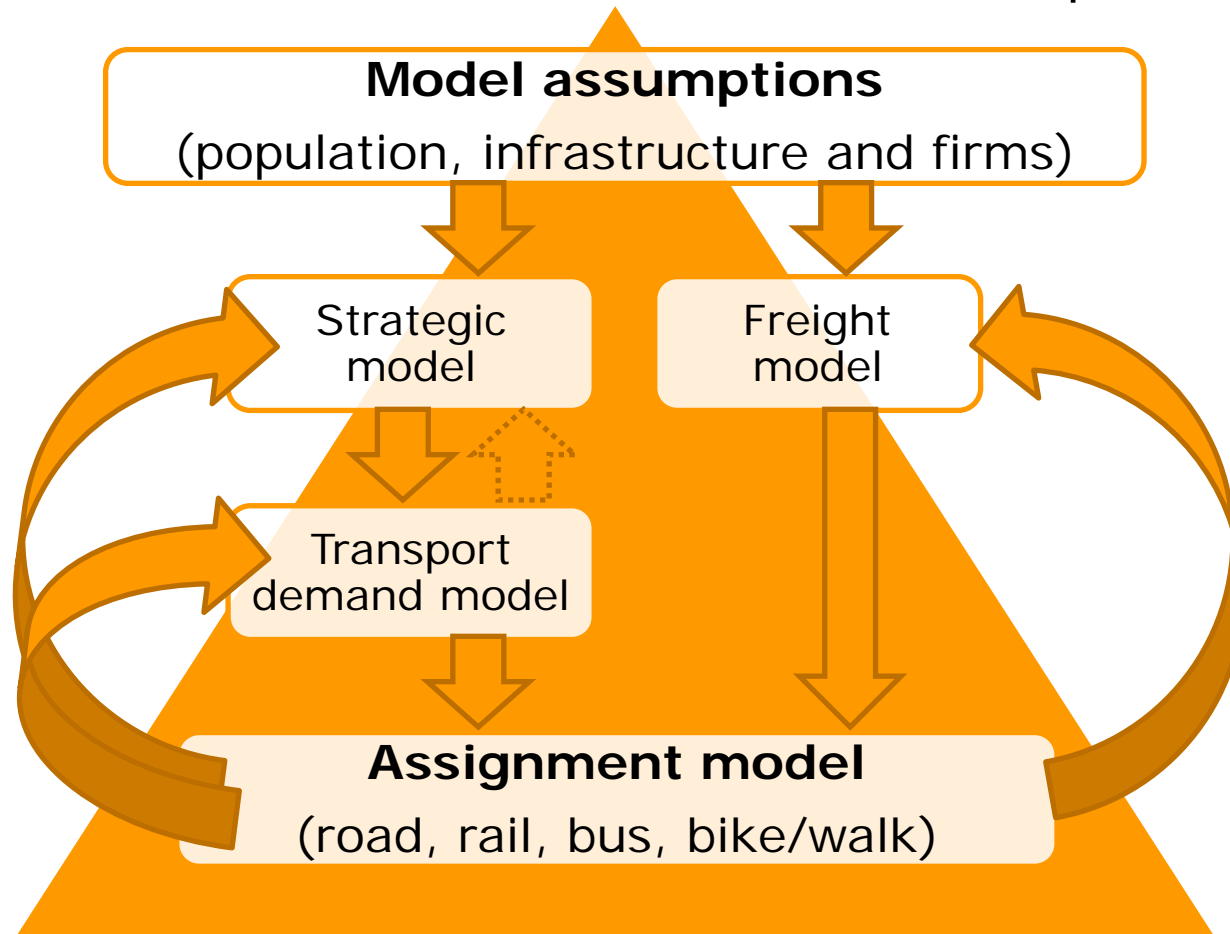 Model assumptions
(population, infrastructure and firms)
Strategic
model
Freight
model
Transport
demand model
Assignment model
(road, rail, bus, bike/walk)